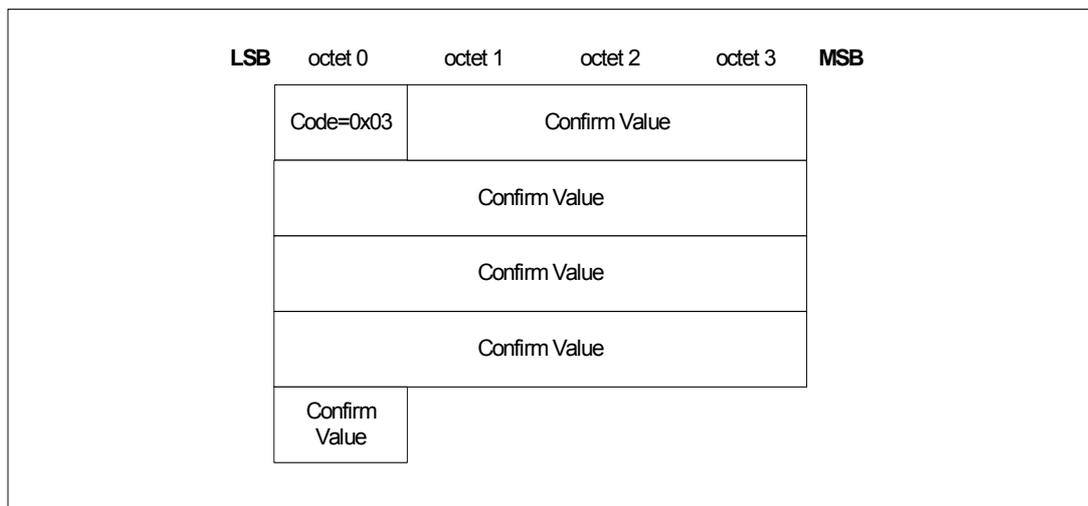 LSB octet 0 octet 1 octet 2 octet 3 MSB
Code=0x03 Confirm Value
Confirm Value
Confirm Value
Confirm Value
Confirm
Value